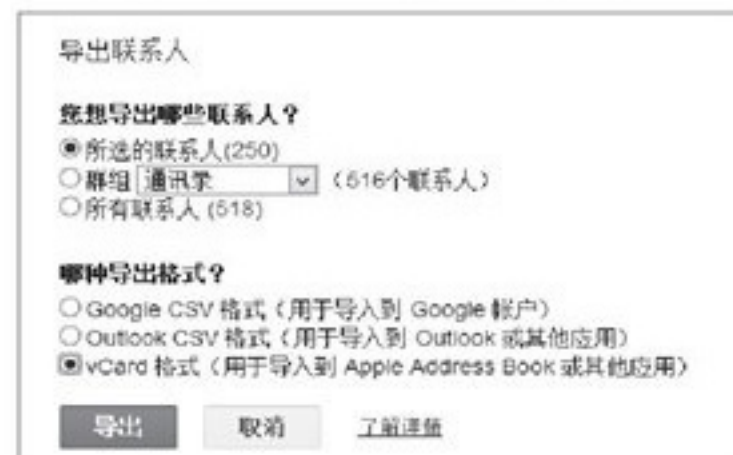 导出联系人
您想导出哪些联系人？
所选的联系人(250)
群组 通讯录 （516个联系人）
所有联系人 (518)
哪种导出格式？
Google CSV 格式（用于导入到 Google 帐户）
Outlook CSV 格式（用于导入到 Outlook 或其他应用）
vCard 格式（用于导入到 Apple Address Book 或其他应用）
导出 取消 了解详情